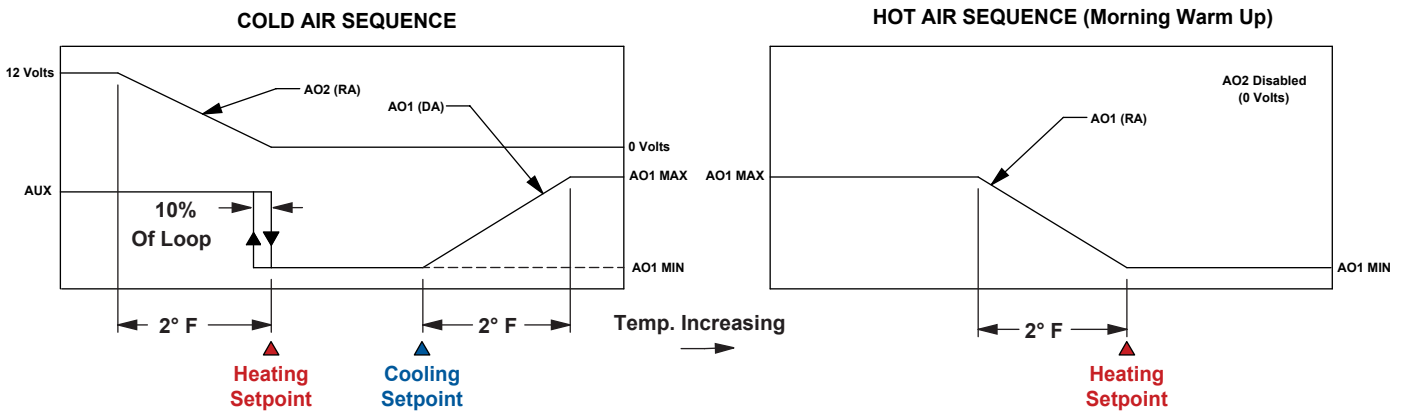 COLD AIR SEQUENCE
12 Volts
AO2 (RA)
AO1 (DA)
0 Volts
AO1 MAX
AUX
10%
Of Loop
AO1 MIN
2° F
2° F
Heating
Setpoint
Cooling
Setpoint
Temp. Increasing
HOT AIR SEQUENCE (Morning Warm Up)
AO2 Disabled
(0 Volts)
AO1 (RA)
AO1 MAX
AO1 MIN
2° F
Heating
Setpoint